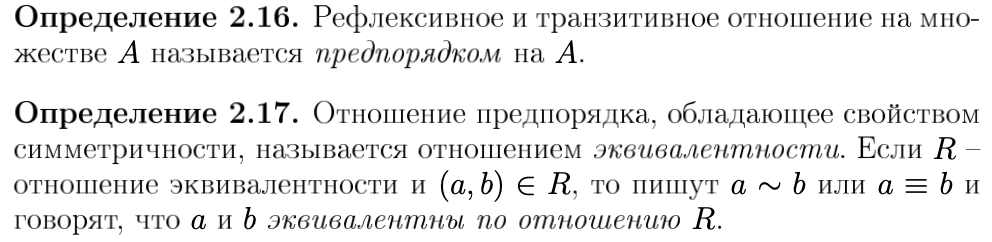 Определение 2.16. Рефлексивное и транзитивное отношение на мно-
жестве A называется предпорядком на A.
Определение 2.17. Отношение предпорядка, обладающее свойством
симметричности, называется отношением эквивалентности. Если R –
отношение эквивалентности и (a, b) ∈ R, то пишут a ∼ b или a ≡ b и
говорят, что a и b эквивалентны по отношению R.